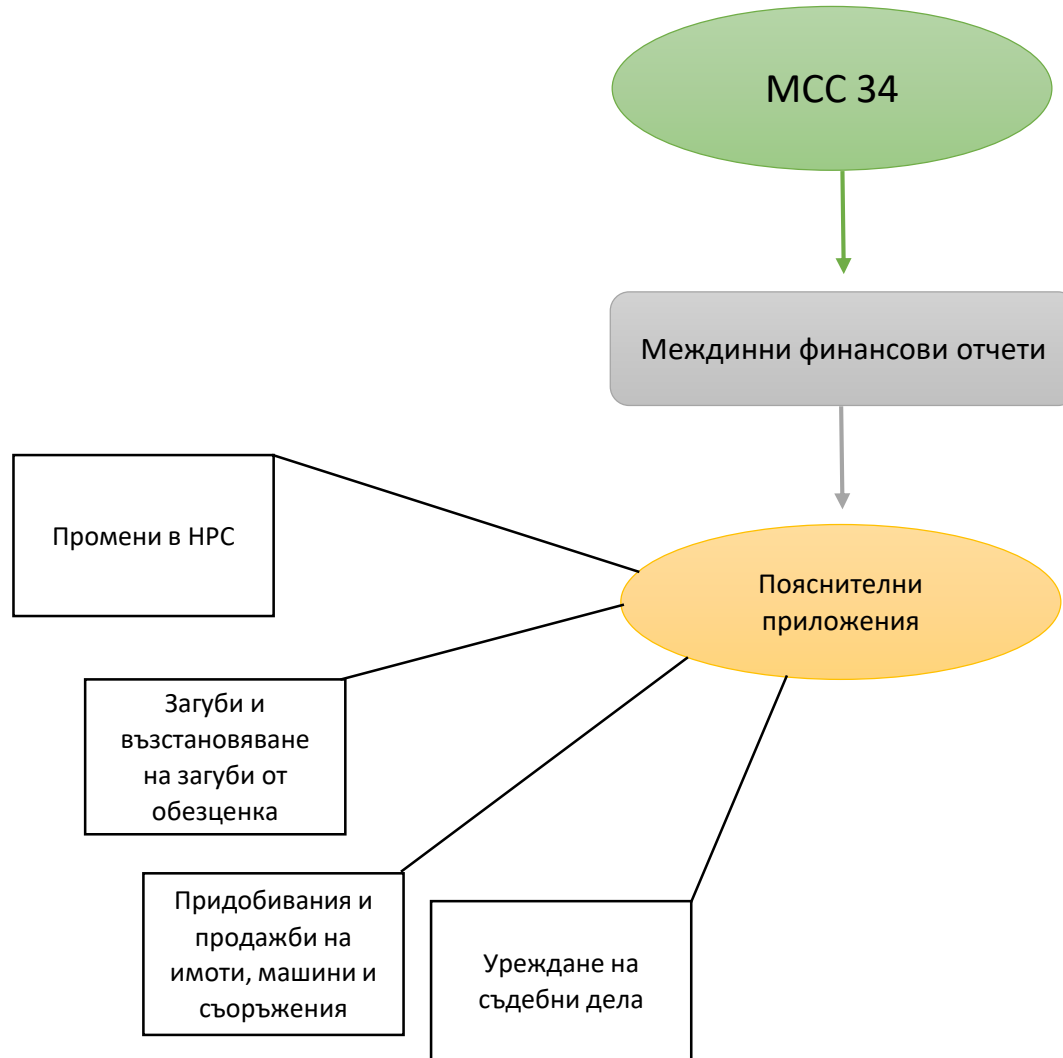 МСС 34
Междинни финансови отчети
Пояснителни
приложения
Промени в НРС
Загуби и
възстановяване
на загуби от
обезценка
Придобивания и
продажби на
имоти, машини и
съоръжения
Уреждане на
съдебни дела